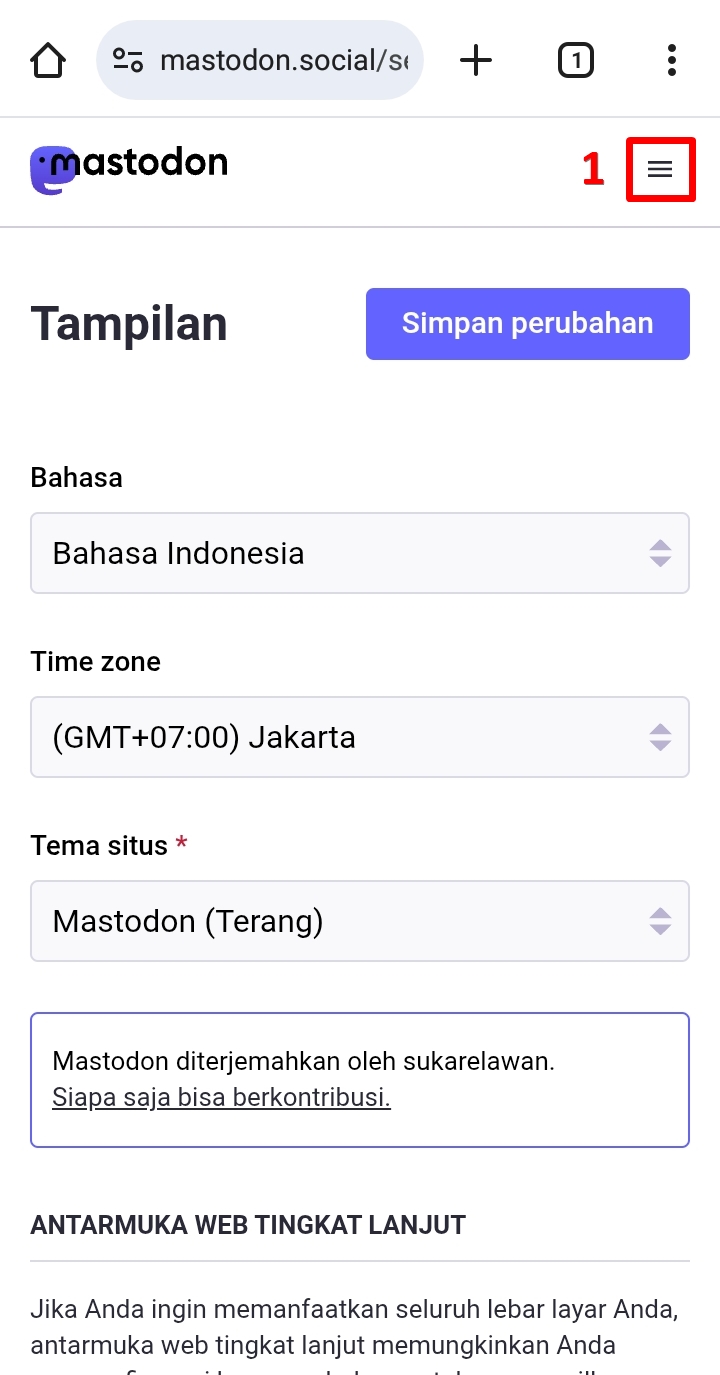 mastodon.social/se
1
mastodon
1
Tampilan
Simpan perubahan
Bahasa
Bahasa Indonesia
Time zone
(GMT+07:00) Jakarta
Tema situs *
Mastodon (Terang)
Mastodon diterjemahkan oleh sukarelawan.
Siapa saja bisa berkontribusi.
ANTARMUKA WEB TINGKAT LANJUT
Jika Anda ingin memanfaatkan seluruh lebar layar Anda,
antarmuka web tingkat lanjut memungkinkan Anda